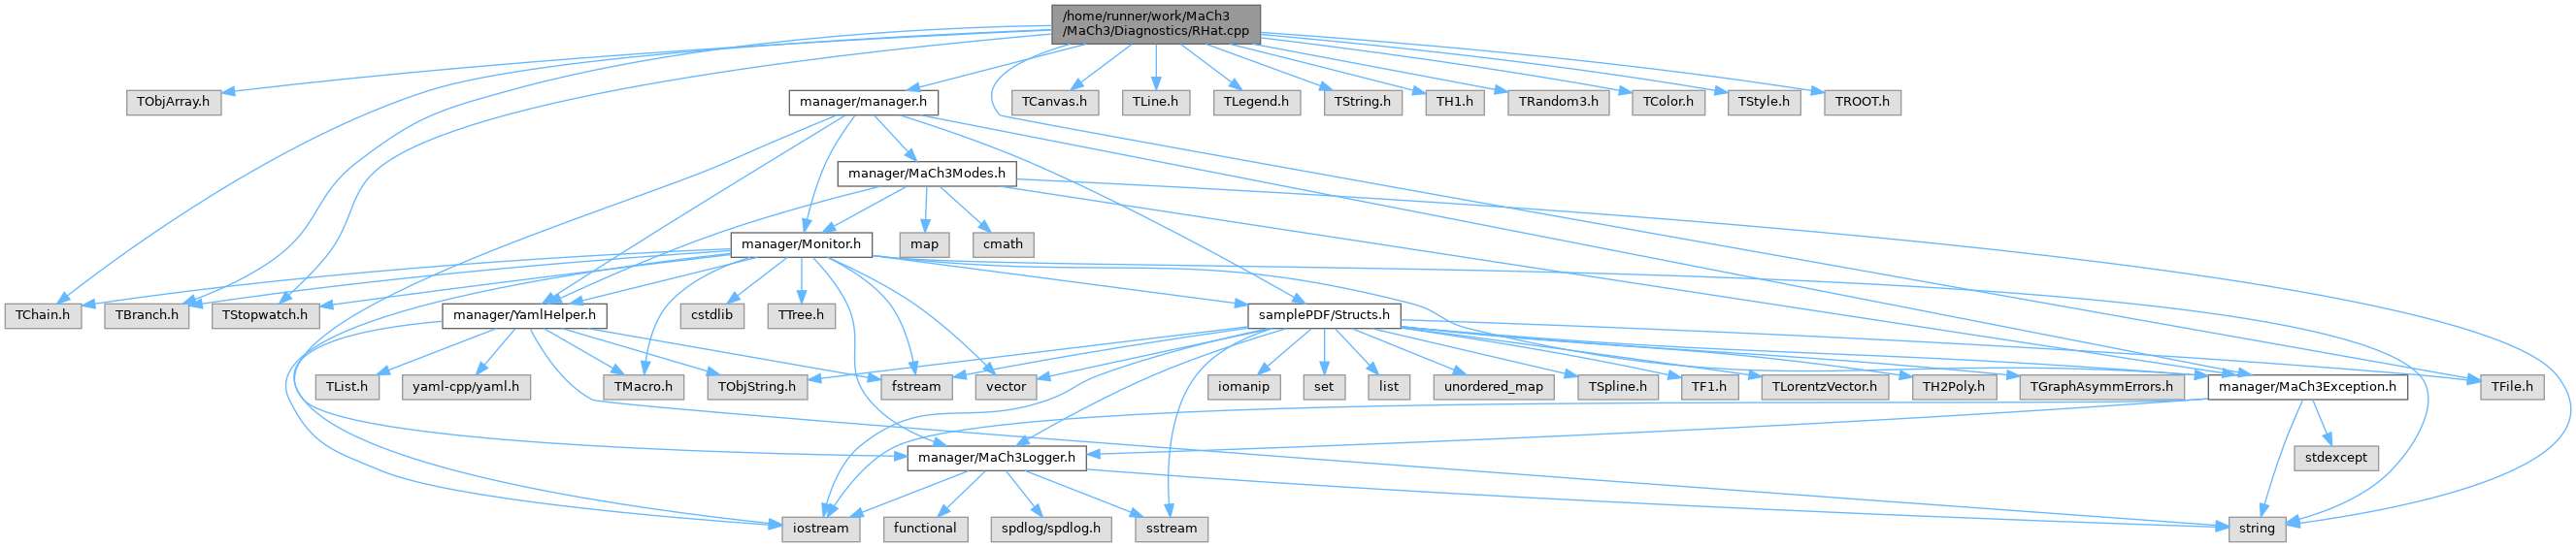 /home/runner/work/MaCh3
/MaCh3/Diagnostics/RHat.cpp
TObjArray.h
manager/manager.h
TCanvas.h
TLine.h
TLegend.h
TString.h
TH1.h
TRandom3.h
TColor.h
TStyle.h
TROOT.h
manager/MaCh3Modes.h
manager/Monitor.h
map
cmath
TChain.h
TBranch.h
TStopwatch.h
manager/YamlHelper.h
cstdlib
TTree.h
samplePDF/Structs.h
TList.h
yaml-cpp/yaml.h
TMacro.h
TObjString.h
fstream
vector
iomanip
set
list
unordered_map
TSpline.h
TF1.h
TLorentzVector.h
TH2Poly.h
TGraphAsymmErrors.h
manager/MaCh3Exception.h
TFile.h
manager/MaCh3Logger.h
stdexcept
iostream
functional
spdlog/spdlog.h
sstream
string